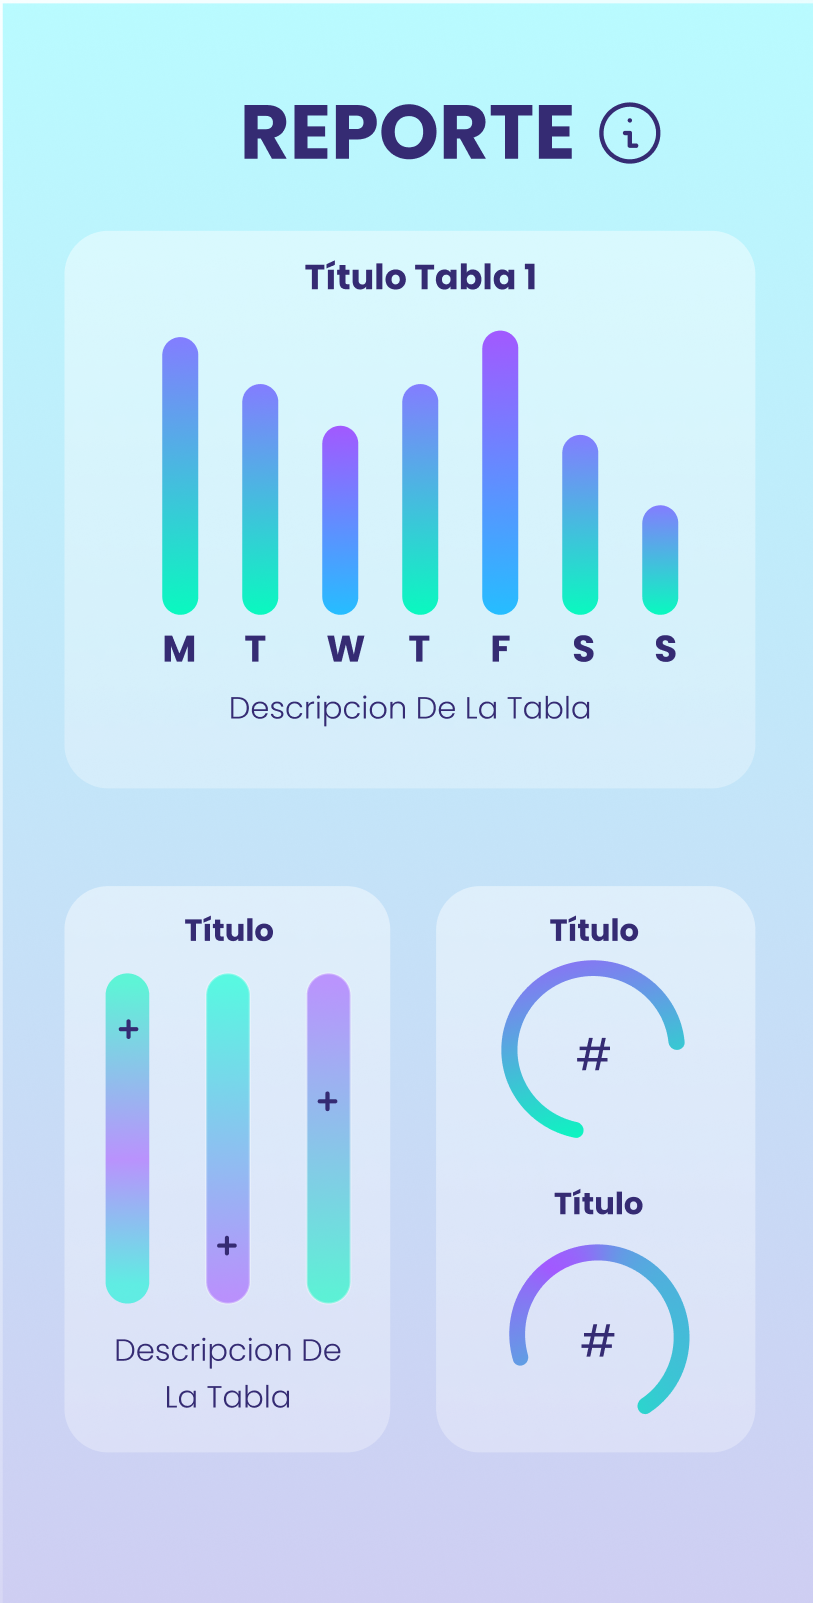 REPORTE i
Título Tabla 1
M T W T F S S
Descripcion De La Tabla
Título
+
+
+
Descripcion De
La Tabla
Título
#
Título
#